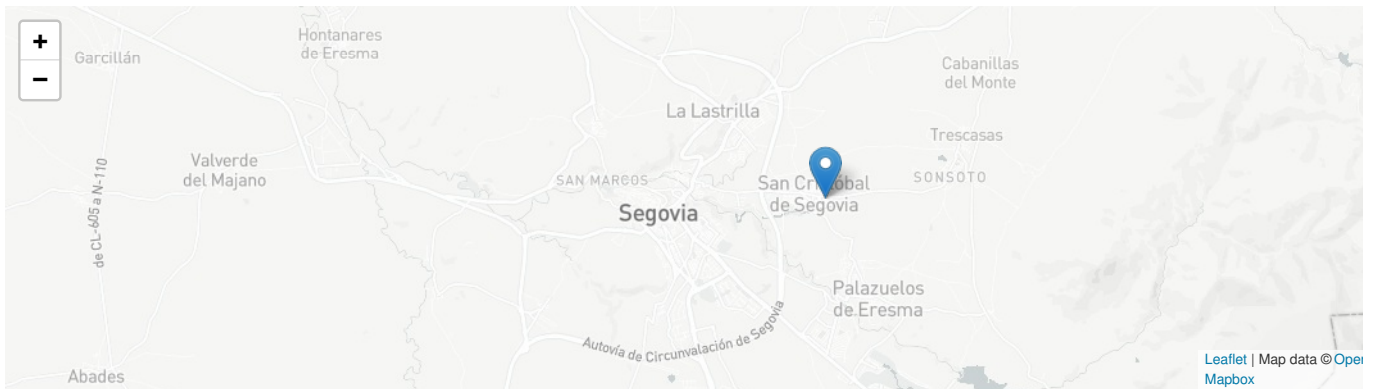 +
−
Garcillán
Hontanares
de Eresma
Cabanillas
del Monte
La Lastrilla
Trescasas
Valverde
del Majano
SAN MARCOS
San Cristóbal
de Segovia
SONSOTO
de CL-605 a N-110
Segovia
Palazuelos
de Eresma
Autovía de Circunvalación de Segovia
Abades
Leaflet | Map data © Oper
Mapbox